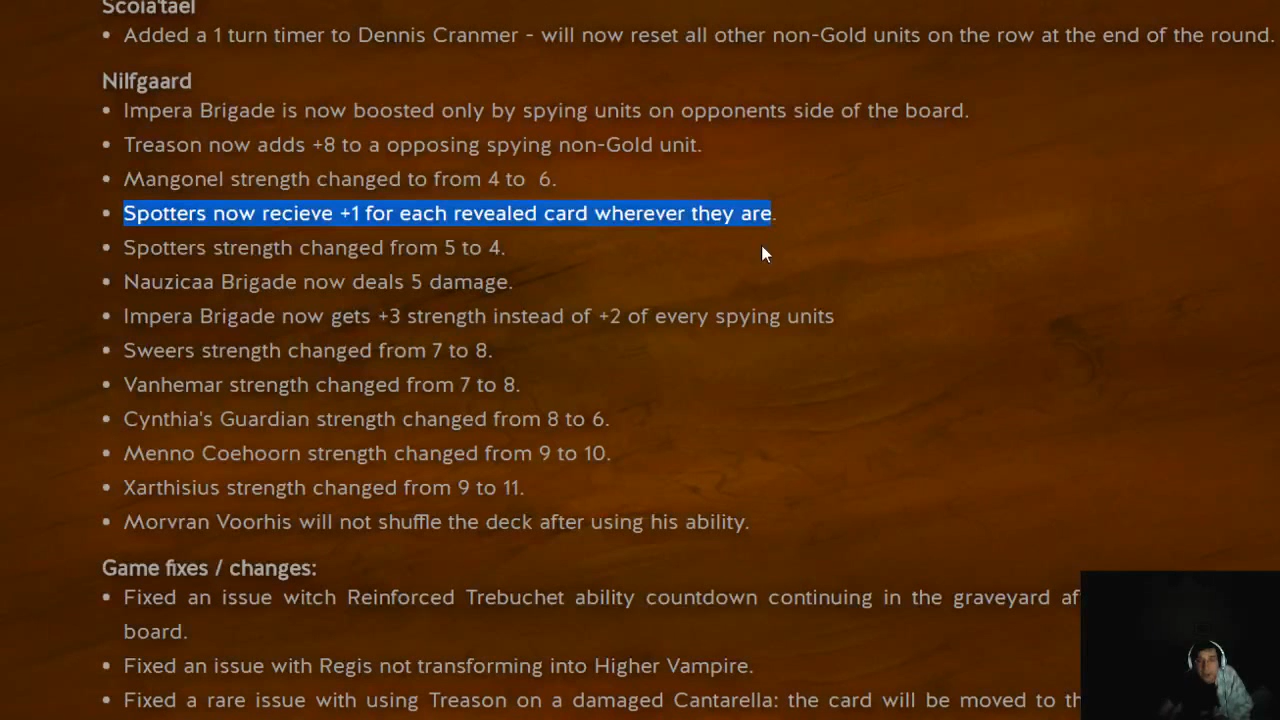 Scoia'tael
• Added a 1 turn timer to Dennis Cranmer - will now reset all other non-Gold units on the row at the end of the round.
Nilfgaard
• Impera Brigade is now boosted only by spying units on opponents side of the board.
• Treason now adds +8 to a opposing spying non-Gold unit.
• Mangonel strength changed to from 4 to 6.
• Spotters now recieve +1 for each revealed card wherever they are.
• Spotters strength changed from 5 to 4.
• Nauzicaa Brigade now deals 5 damage.
• Impera Brigade now gets +3 strength instead of +2 of every spying units
• Sweers strength changed from 7 to 8.
• Vanhemar strength changed from 7 to 8.
• Cynthia's Guardian strength changed from 8 to 6.
• Menno Coehoorn strength changed from 9 to 10.
• Xarthisius strength changed from 9 to 11.
• Morvran Voorhis will not shuffle the deck after using his ability.
Game fixes / changes:
• Fixed an issue witch Reinforced Trebuchet ability countdown continuing in the graveyard
board.
• Fixed an issue with Regis not transforming into Higher Vampire.
• Fixed a rare issue with using Treason on a damaged Cantarella: the card will be moved to